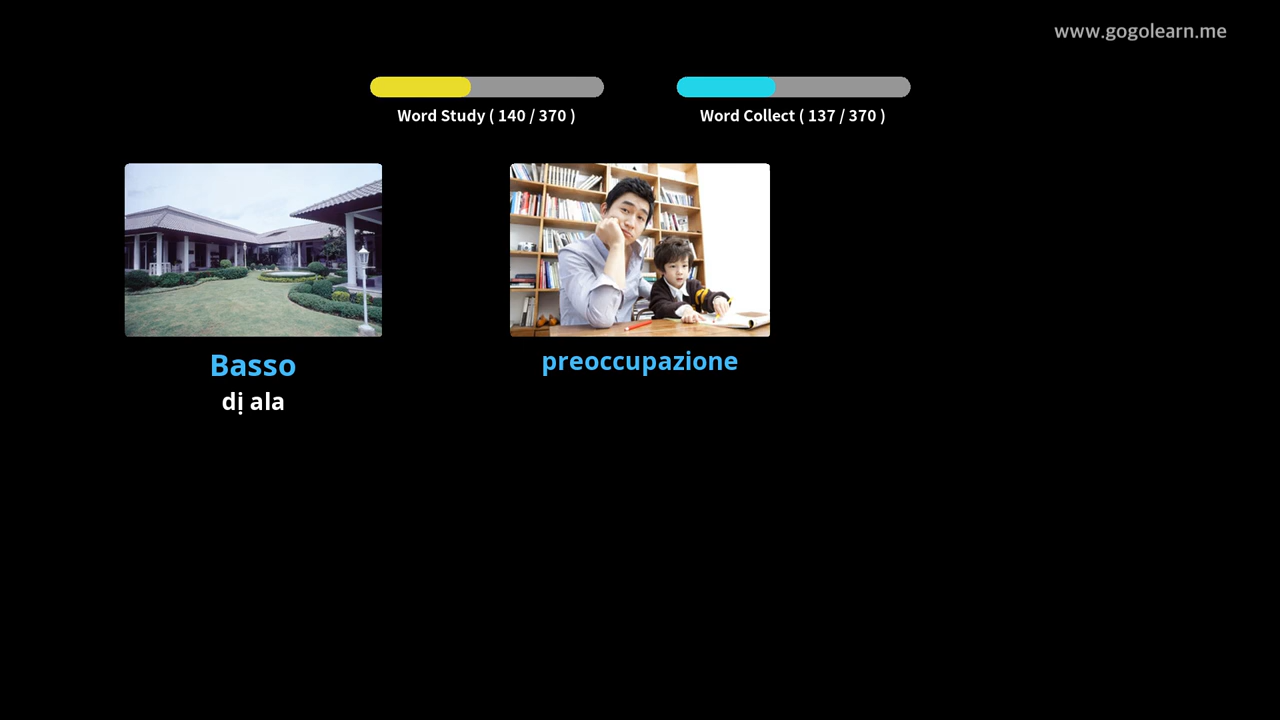 www.gogolearn.me
Word Study ( 140 / 370 )
Word Collect ( 137 / 370 )
Basso
dị ala
preoccupazione